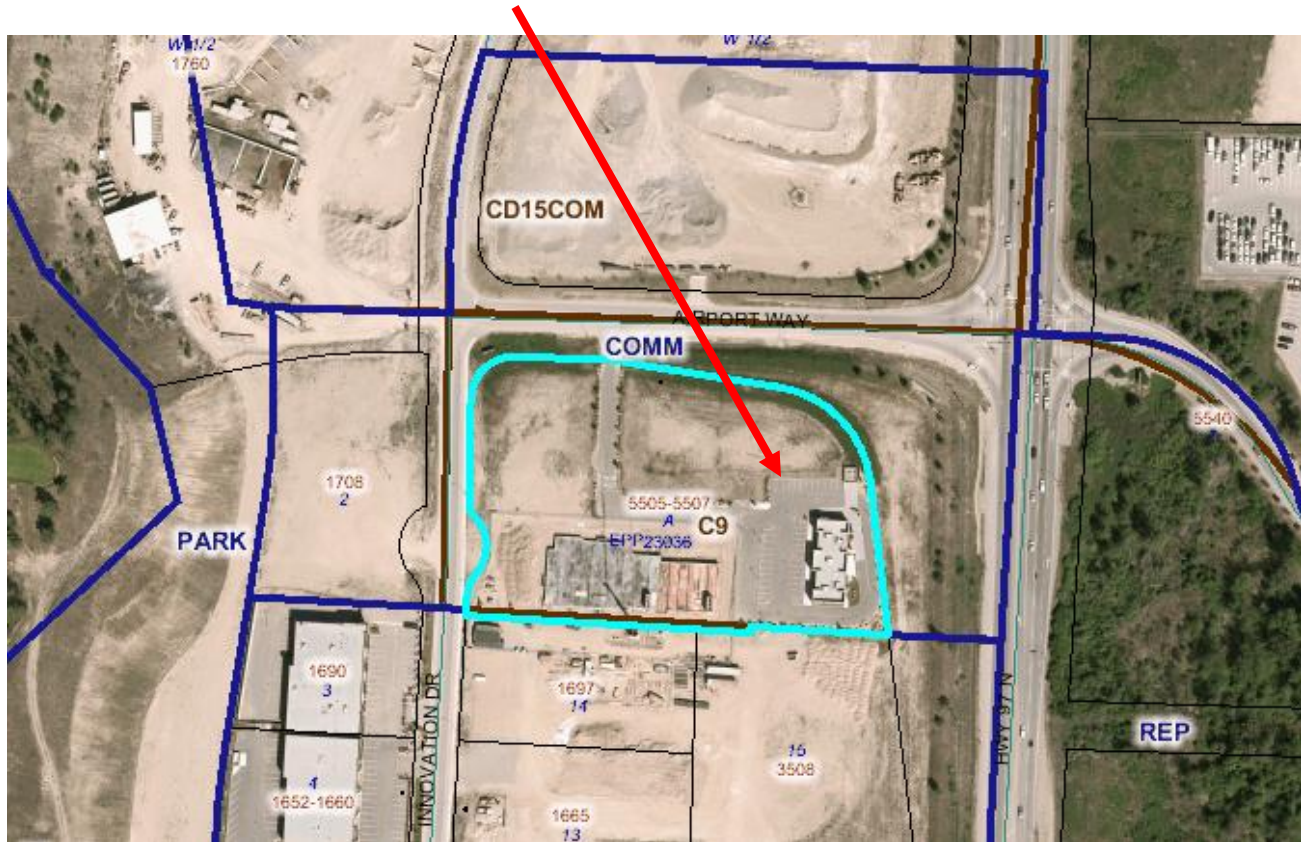 W 1/2
1760
W 1/2
CD15COM
AIRPORT WAY
COMM
5540
1708
2
5505-5507
A
C9
EPP23036
PARK
1690
3
1697
14
INNOVATION DR
HWY 97 N
REP
15
3508
4
1652-1660
1665
13